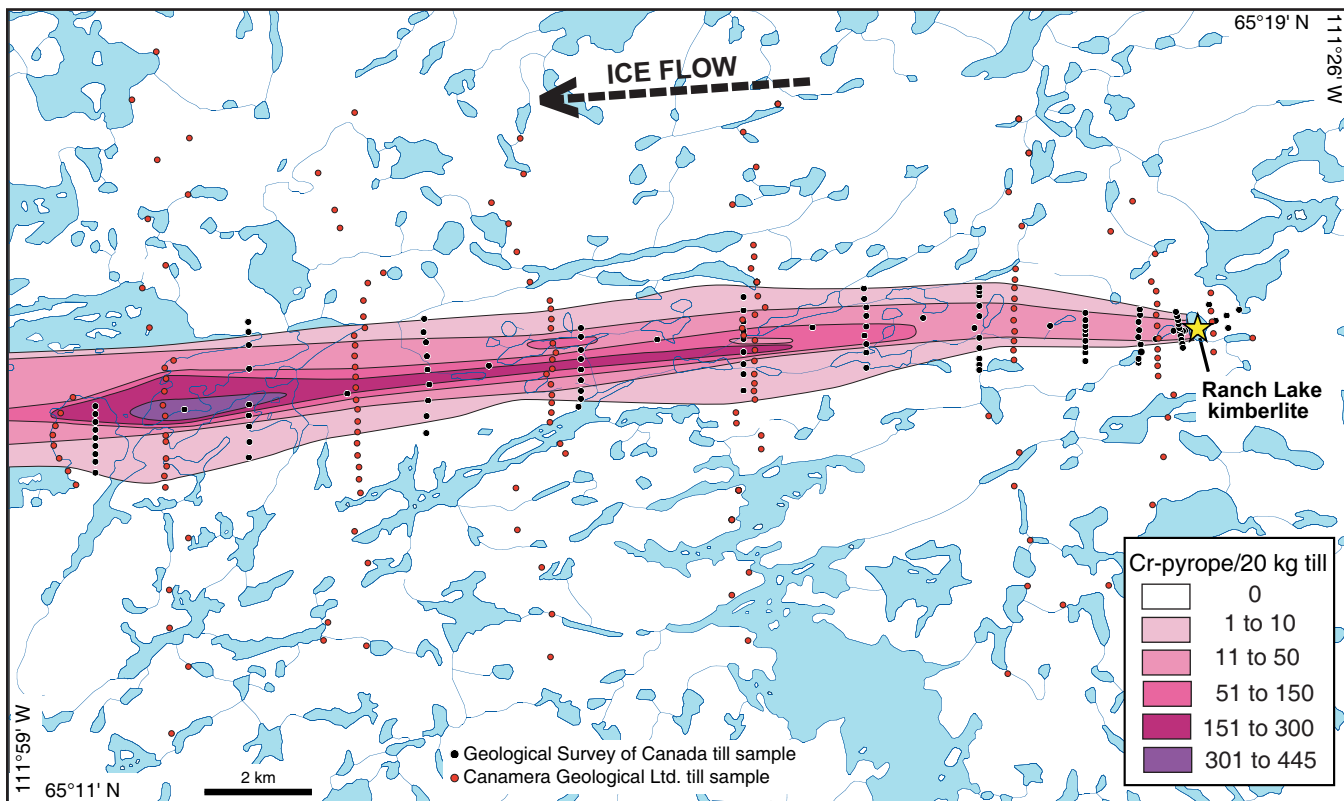 65°19' N
111°26' W
ICE FLOW
Ranch Lake
kimberlite
Cr-pyrope/20 kg till
0
1 to 10
11 to 50
51 to 150
151 to 300
301 to 445
Geological Survey of Canada till sample
Canamera Geological Ltd. till sample
2 km
111°59' W
65°11' N